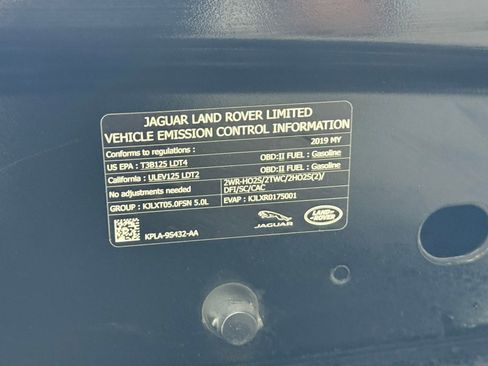 JAGUAR LAND ROVER LIMITED
VEHICLE EMISSION CONTROL INFORMATION
Conforms to regulations : 2019 MY
US EPA : T3B125 LDT4 OBD:II FUEL : Gasoline
California : ULEV125 LDT2 OBD:II FUEL : Gasoline
No adjustments needed 2WR-HO2S/2TWC/2HO2S(2)/
DFI/SC/CAC
GROUP : KJLXT05.0FSN 5.0L EVAP : KJLXR0175001
KPLA-9S432-AA
JAGUAR
LAND ROVER